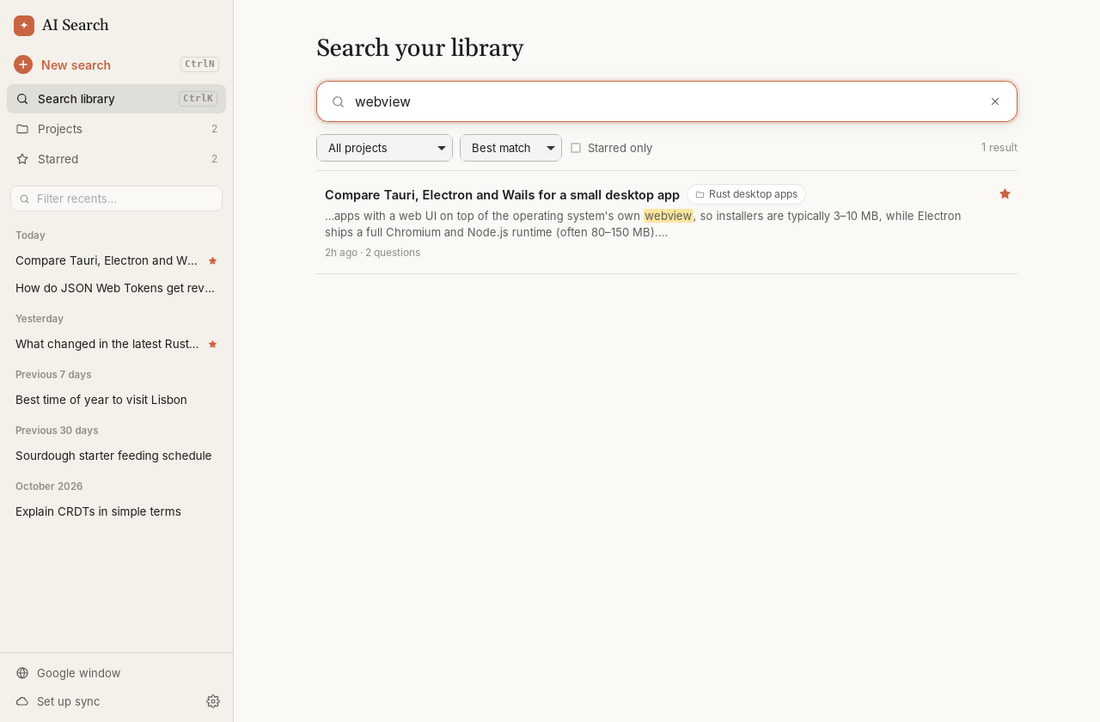 AI Search
New search CtrlN
Search library CtrlK
Projects 2
Starred 2
Filter recents...
Today
Compare Tauri, Electron and W...
How do JSON Web Tokens get rev...
Yesterday
What changed in the latest Rust...
Previous 7 days
Best time of year to visit Lisbon
Previous 30 days
Sourdough starter feeding schedule
October 2026
Explain CRDTs in simple terms
Google window
Set up sync
Search your library
webview
All projects Best match Starred only 1 result
Compare Tauri, Electron and Wails for a small desktop app Rust desktop apps
...apps with a web UI on top of the operating system's own webview, so installers are typically 3–10 MB, while Electron
ships a full Chromium and Node.js runtime (often 80–150 MB)....
2h ago · 2 questions